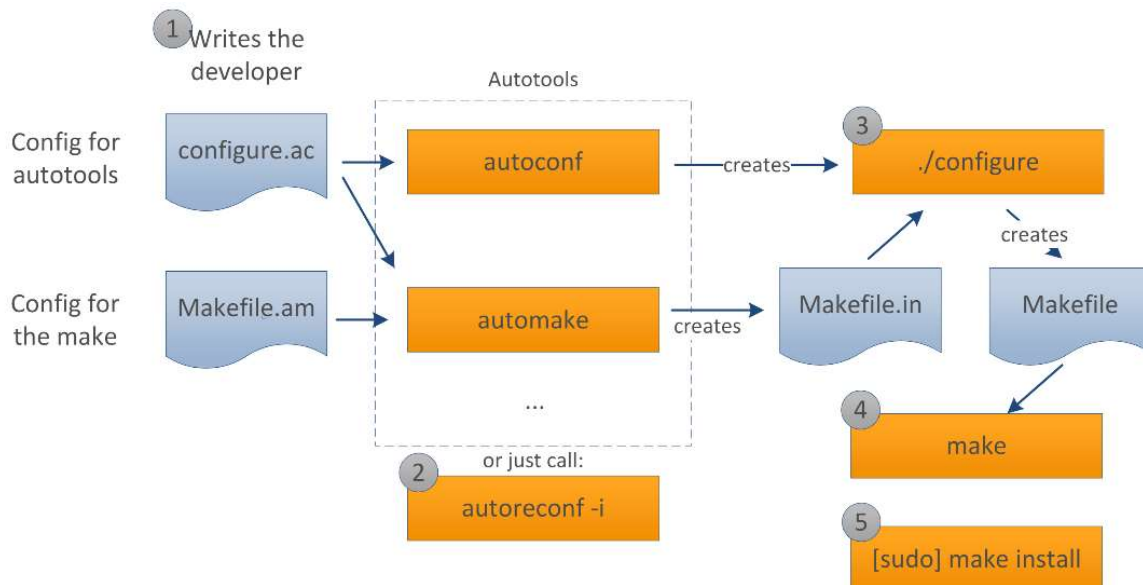 1
Writes the
developer
Autotools
Config for
autotools
configure.ac
autoconf
creates
3
./configure
creates
Config for
the make
Makefile.am
automake
creates
Makefile.in
Makefile
...
4
make
or just call:
2
autoreconf -i
5
[sudo] make install